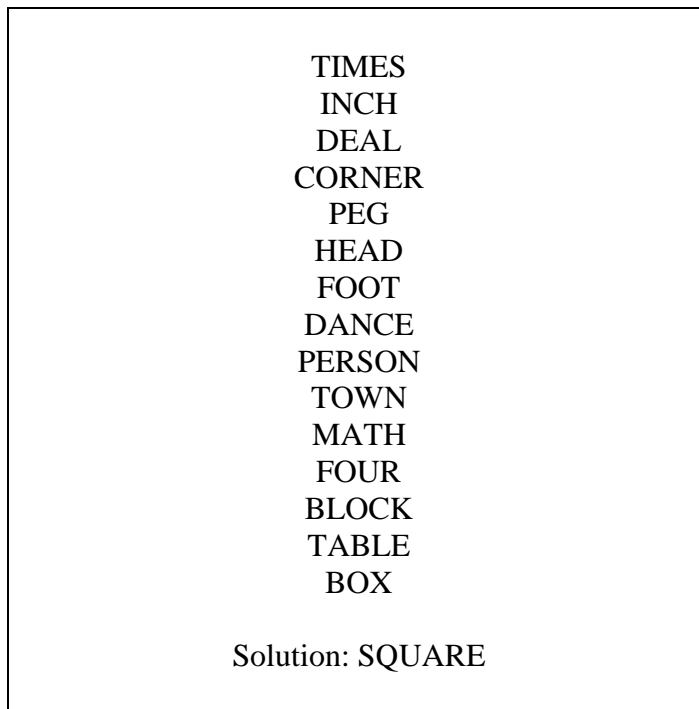 TIMES
INCH
DEAL
CORNER
PEG
HEAD
FOOT
DANCE
PERSON
TOWN
MATH
FOUR
BLOCK
TABLE
BOX
Solution: SQUARE